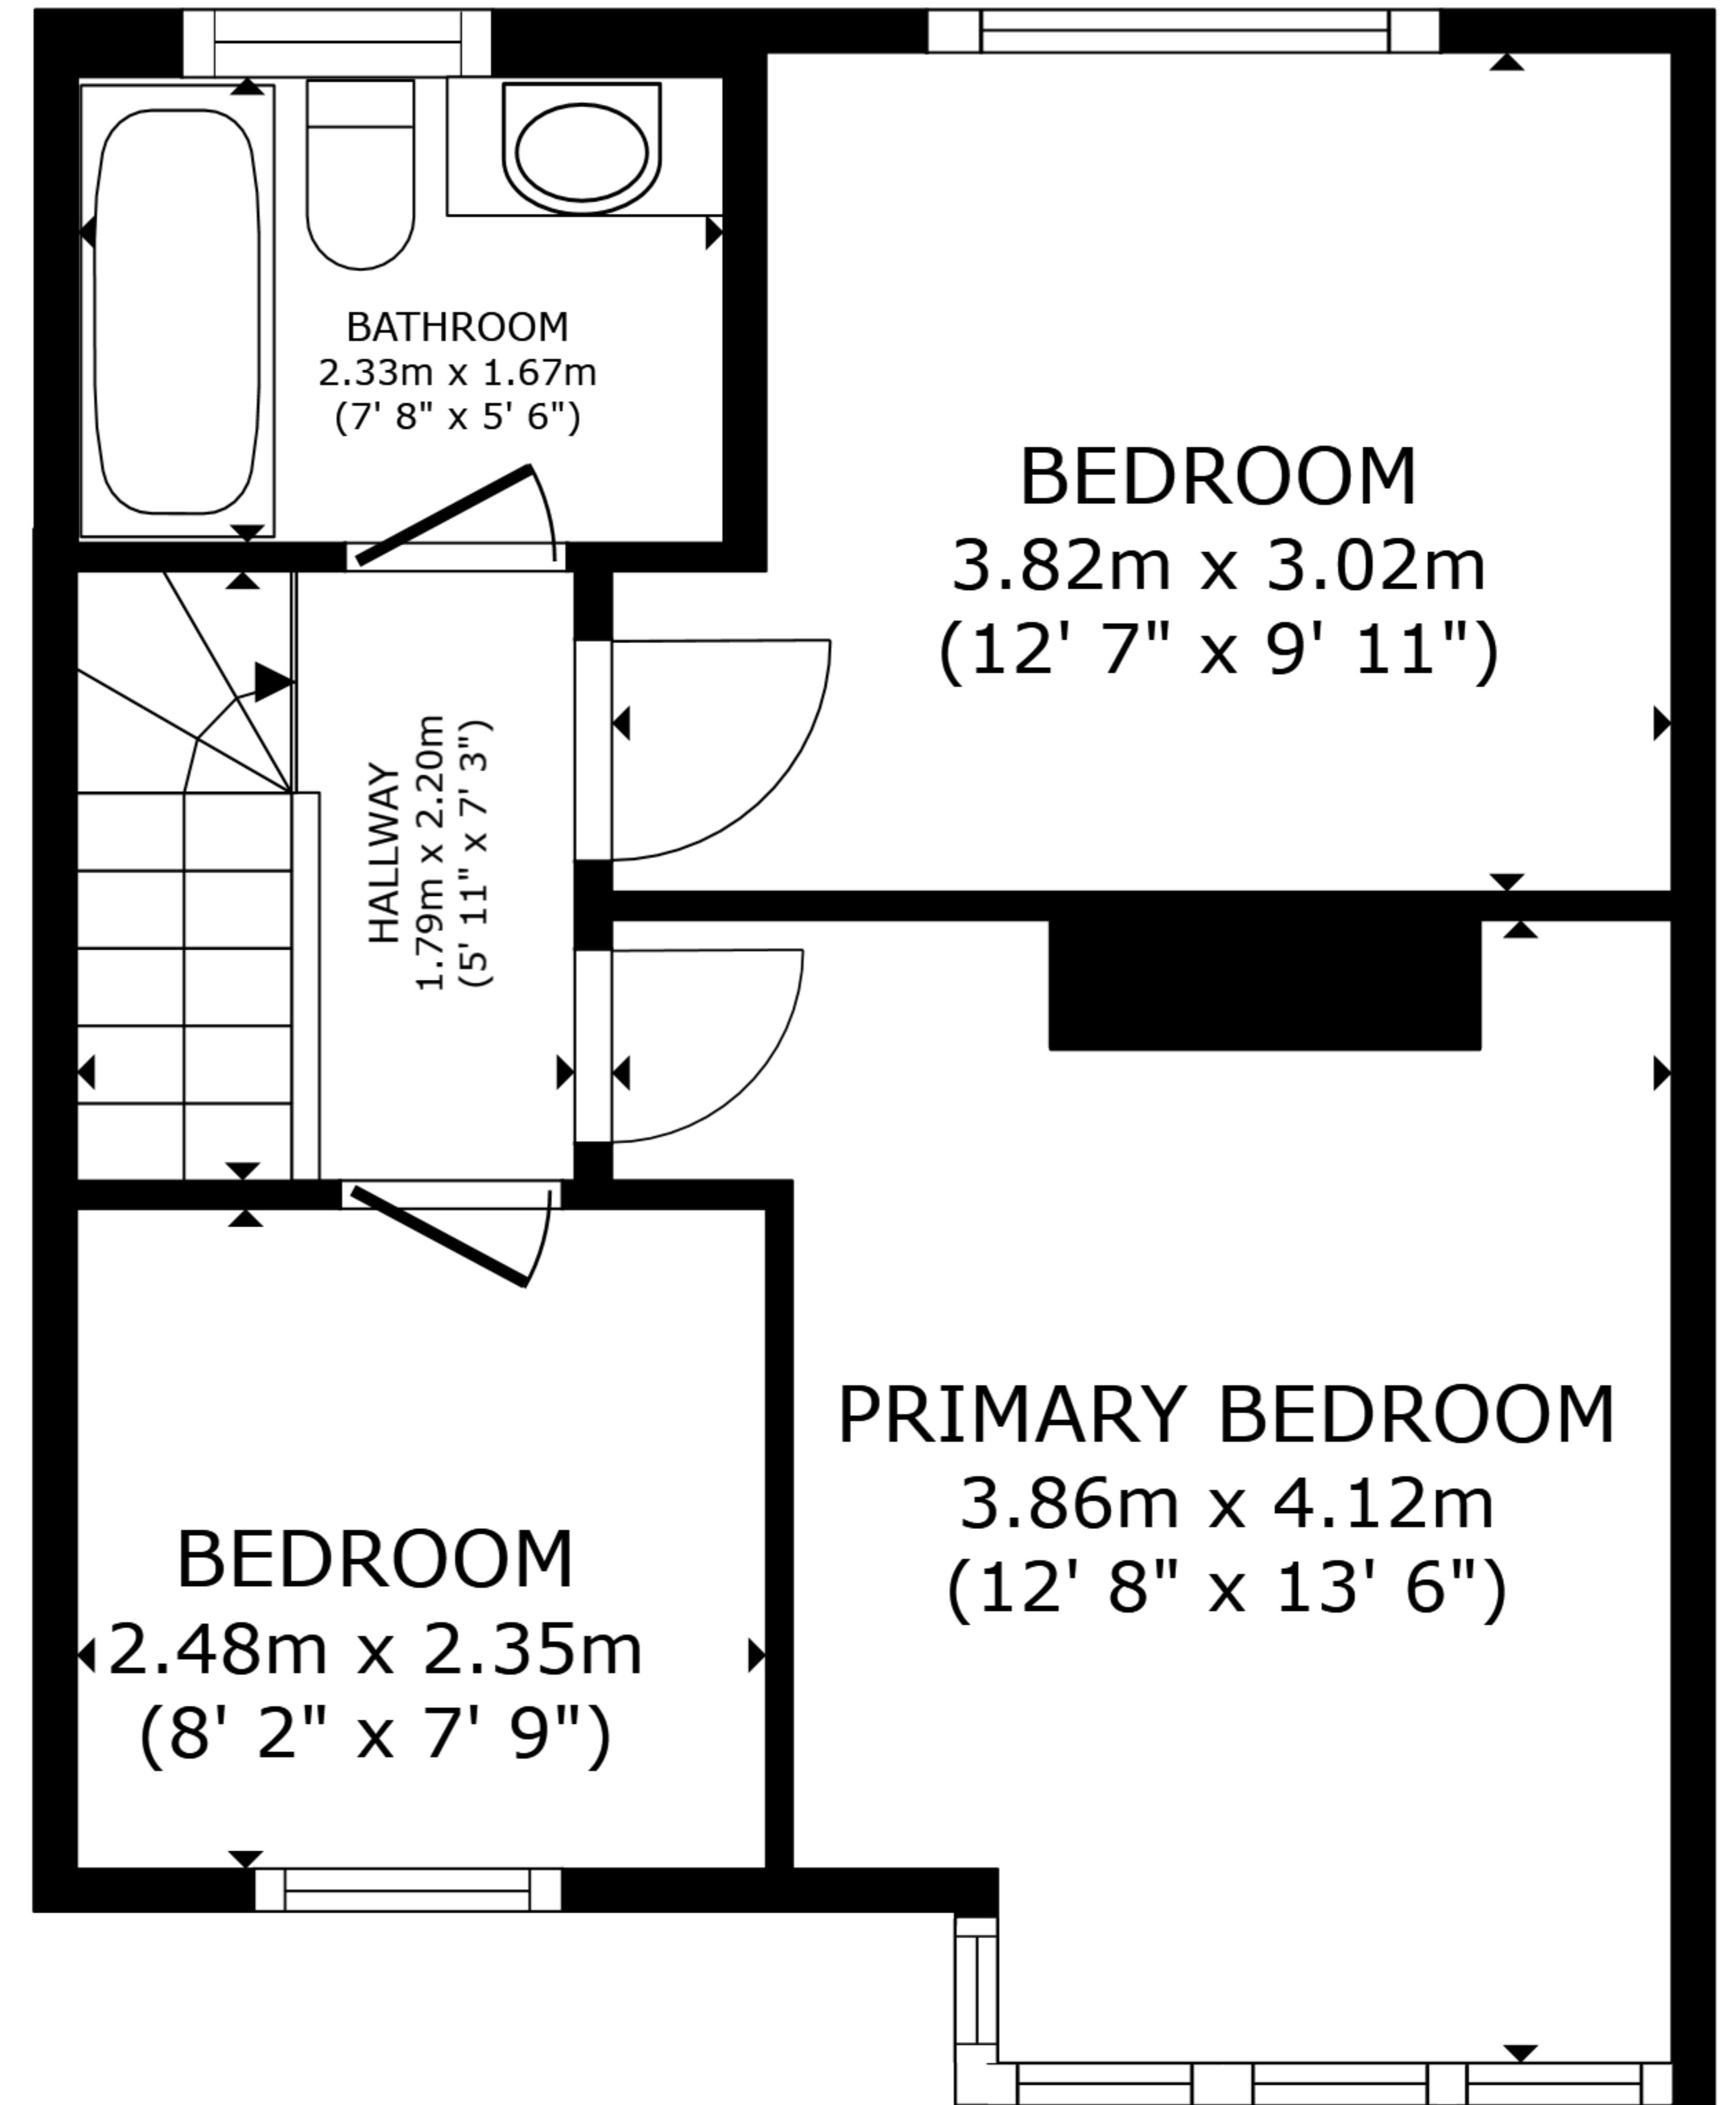 BATHROOM
2.33m x 1.67m
(7' 8" x 5' 6")
BEDROOM
3.82m x 3.02m
(12' 7" x 9' 11")
HALLWAY
1.79m x 2.20m
(5' 11" x 7' 3")
PRIMARY BEDROOM
3.86m x 4.12m
(12' 8" x 13' 6")
BEDROOM
2.48m x 2.35m
(8' 2" x 7' 9")